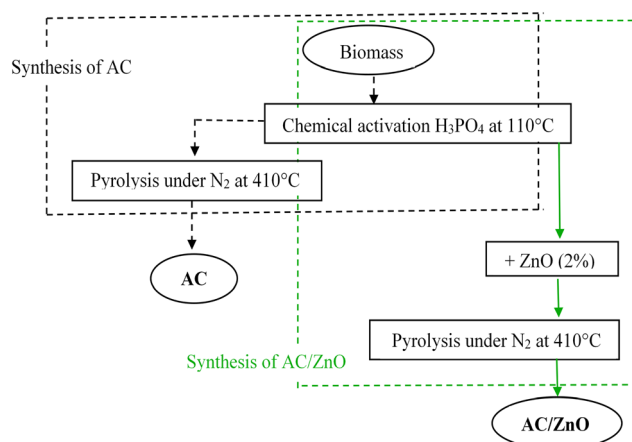 Biomass
Synthesis of AC
Chemical activation H₃PO₄ at 110°C
Pyrolysis under N₂ at 410°C
+ ZnO (2%)
AC
Pyrolysis under N₂ at 410°C
Synthesis of AC/ZnO
AC/ZnO